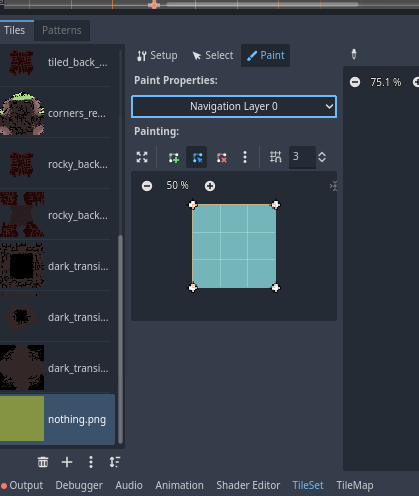 Tiles
Patterns
tiled_back_...
corners_re...
rocky_back...
rocky_back...
dark_transi...
dark_transi...
dark_transi...
nothing.png
Setup
Select
Paint
Paint Properties:
Navigation Layer 0
Painting:
3
50 %
75.1 %
Output
Debugger
Audio
Animation
Shader Editor
TileSet
TileMap